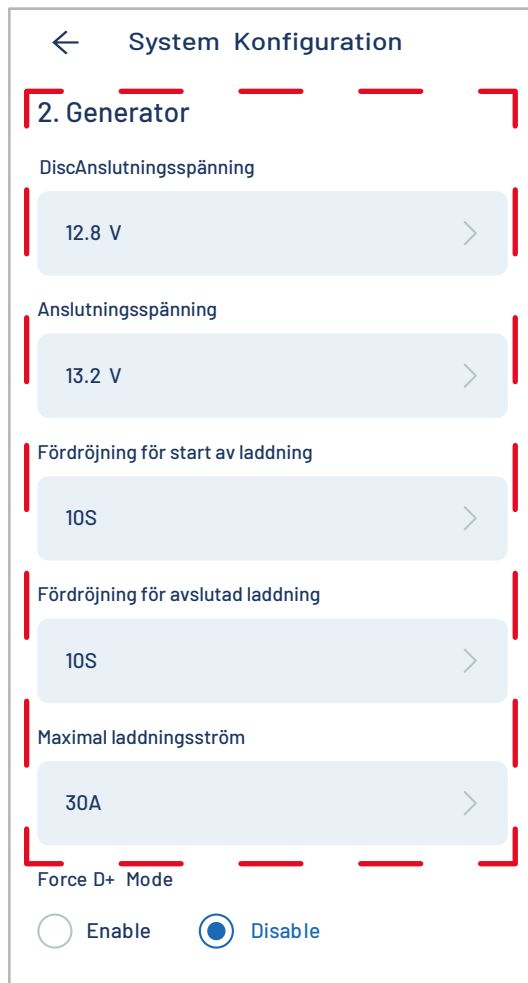 System Konfiguration
2. Generator
DiscAnslutningsspänning
12.8 V
Anslutningsspänning
13.2 V
Fördröjning för start av laddning
10S
Fördröjning för avslutad laddning
10S
Maximal laddningsström
30A
Force D+ Mode
Enable Disable